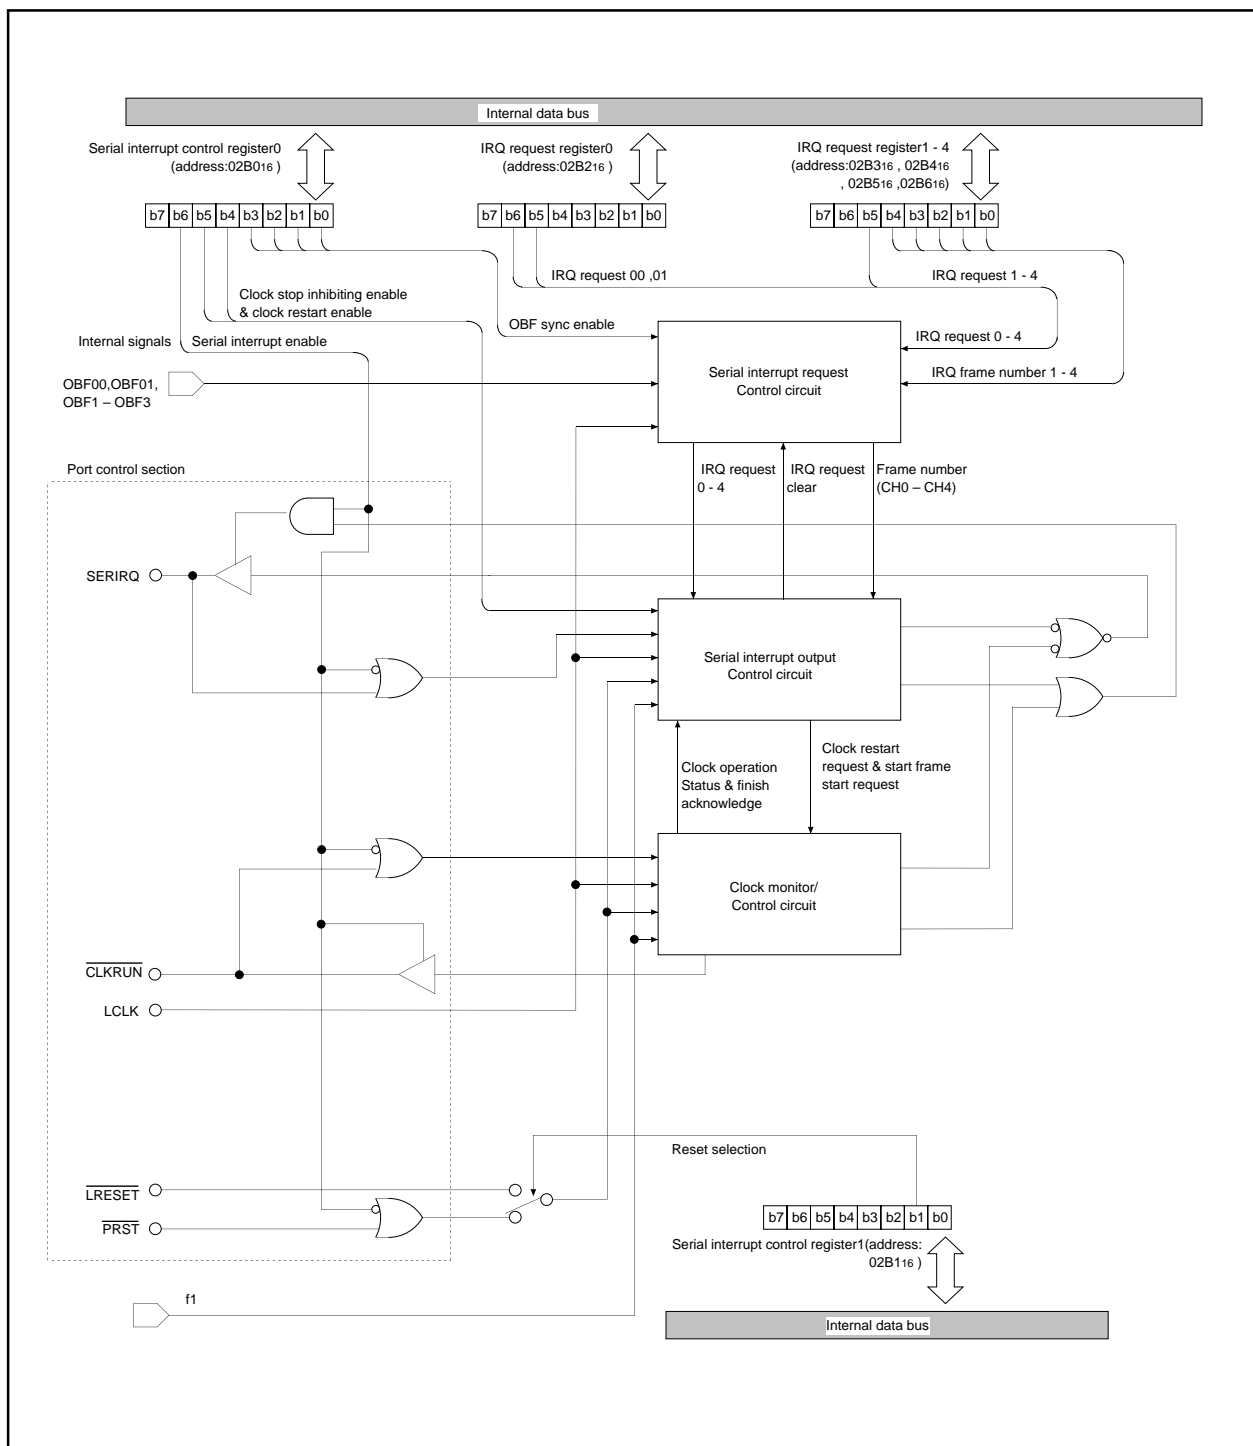 Internal data bus
Serial interrupt control register0
(address:02B016 )
IRQ request register0
(address:02B216 )
IRQ request register1 - 4
(address:02B316 , 02B416
, 02B516 ,02B616)
b7 b6 b5 b4 b3 b2 b1 b0
b7 b6 b5 b4 b3 b2 b1 b0
b7 b6 b5 b4 b3 b2 b1 b0
IRQ request 00 ,01
IRQ request 1 - 4
Clock stop inhibiting enable
& clock restart enable
OBF sync enable
Internal signals
Serial interrupt enable
IRQ request 0 - 4
OBF00,OBF01,
OBF1 – OBF3
Serial interrupt request
Control circuit
IRQ frame number 1 - 4
Port control section
IRQ request
0 - 4
IRQ request
clear
Frame number
(CH0 – CH4)
SERIRQ
Serial interrupt output
Control circuit
Clock operation
Status & finish
acknowledge
Clock restart
request & start frame
start request
Clock monitor/
Control circuit
CLKRUN
LCLK
Reset selection
LRESET
PRST
b7 b6 b5 b4 b3 b2 b1 b0
Serial interrupt control register1(address:
02B116 )
f1
Internal data bus